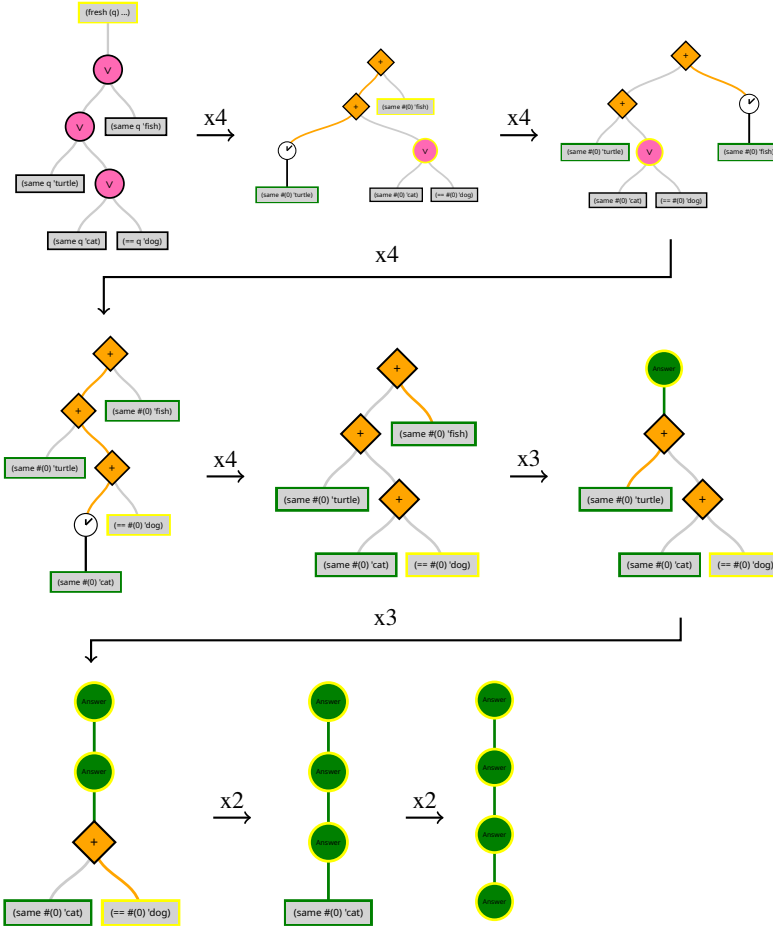 (fresh (q) ...)
∨
∨
(same q 'fish)
(same q 'turtle)
∨
(same q 'cat)
(== q 'dog)
x4
+
+
(same #(0) 'fish)
∨
(same #(0) 'turtle)
(same #(0) 'cat)
(== #(0) 'dog)
x4
+
+
(same #(0) 'turtle)
∨
(same #(0) 'fish)
(same #(0) 'cat)
(== #(0) 'dog)
x4
+
+
(same #(0) 'fish)
(same #(0) 'turtle)
+
(== #(0) 'dog)
(same #(0) 'cat)
x4
+
+
(same #(0) 'fish)
(same #(0) 'turtle)
+
(same #(0) 'cat)
(== #(0) 'dog)
x3
Answer
+
(same #(0) 'turtle)
+
(same #(0) 'cat)
(== #(0) 'dog)
x3
Answer
Answer
+
(same #(0) 'cat)
(== #(0) 'dog)
x2
Answer
Answer
Answer
(same #(0) 'cat)
x2
Answer
Answer
Answer
Answer